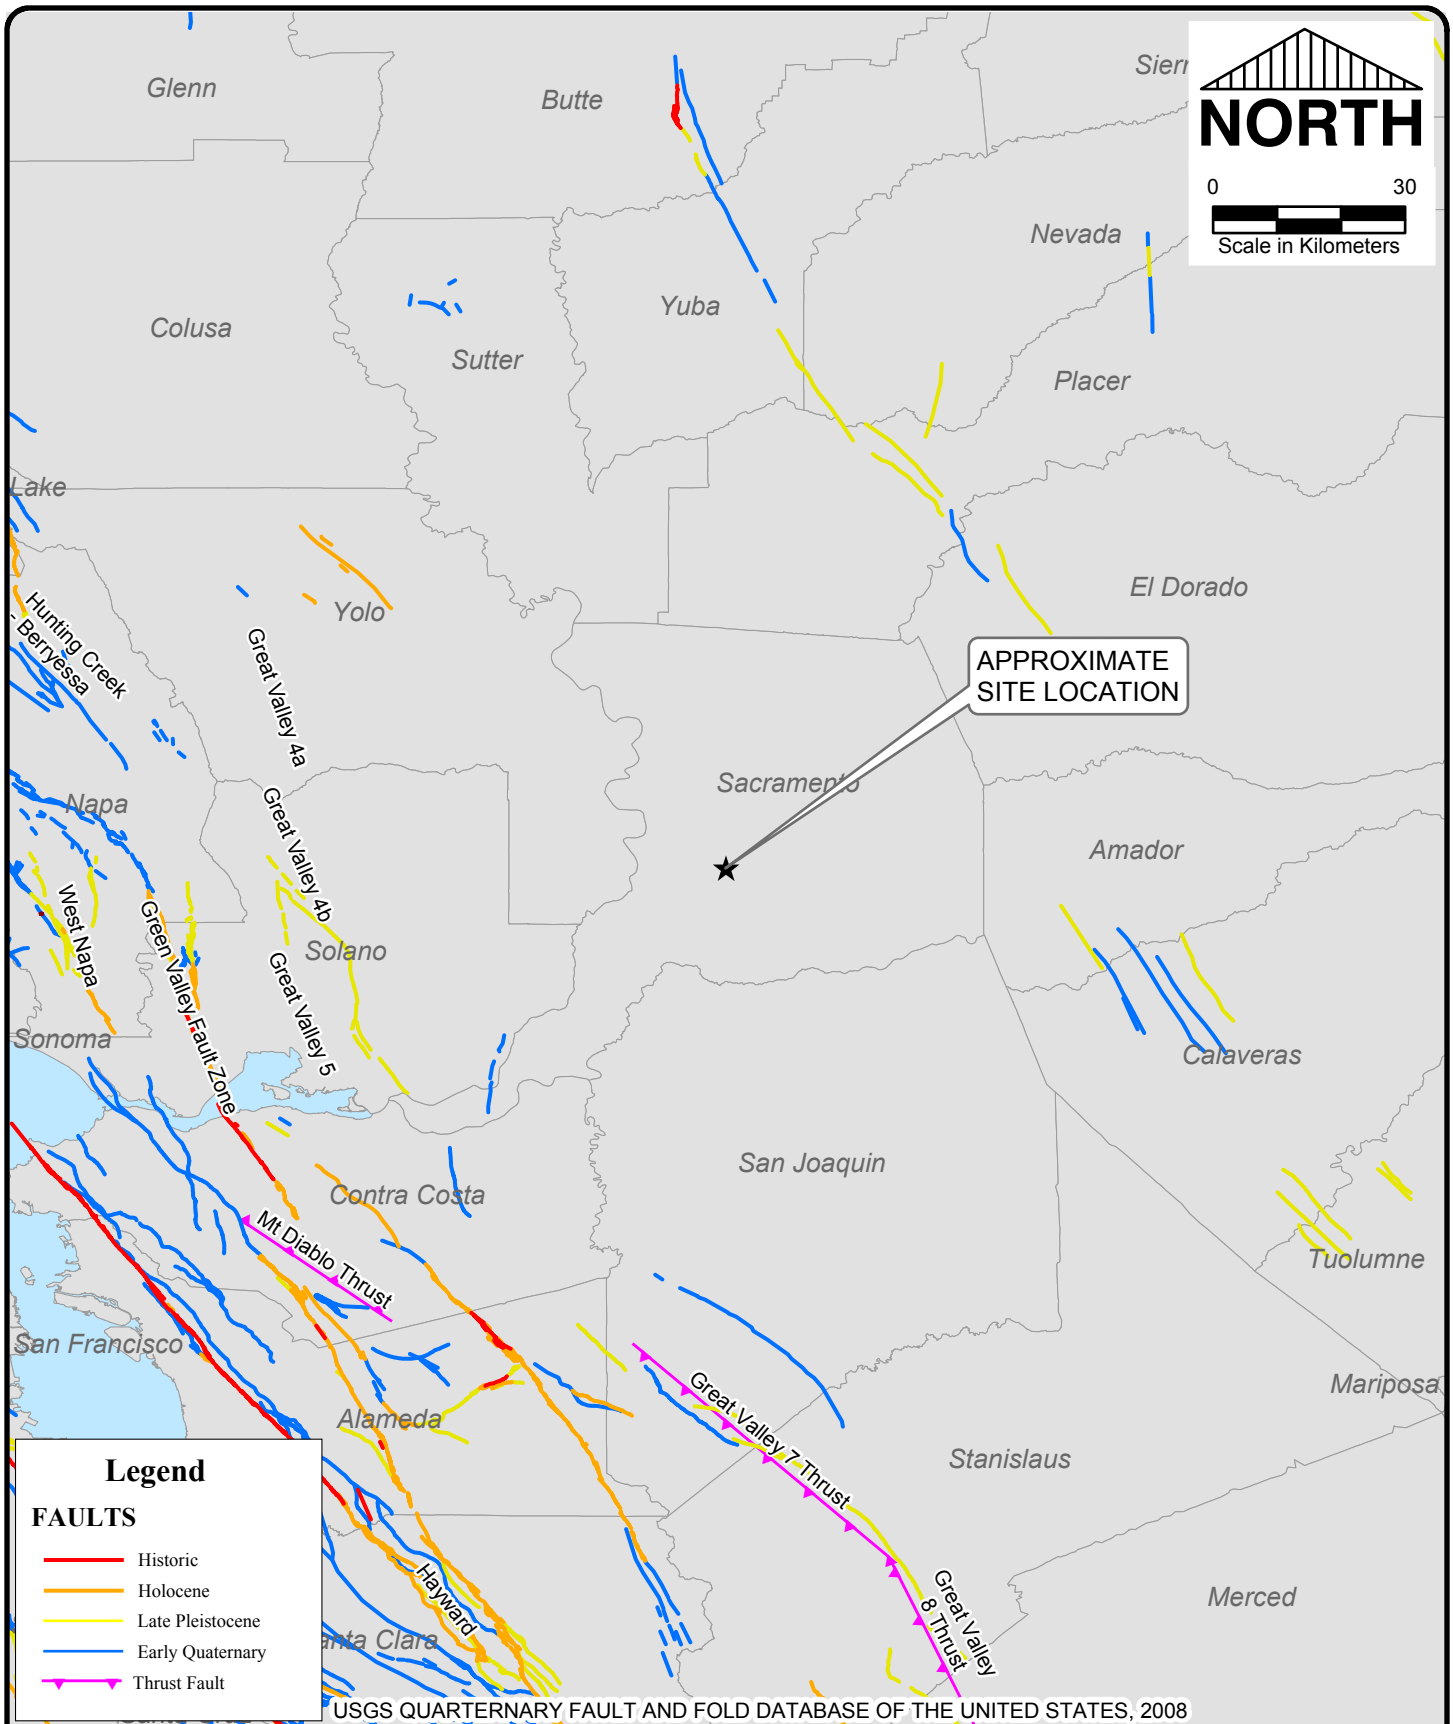 Glenn
Butte
Sierr
NORTH
0 30
Scale in Kilometers
Nevada
Yuba
Colusa
Sutter
Placer
Lake
Yolo
El Dorado
Hunting Creek
- Berryessa
Great Valley 4a
APPROXIMATE
SITE LOCATION
Sacramento
Napa
Great Valley 4b
Amador
West Napa
Green Valley Fault Zone
Solano
Great Valley 5
Sonoma
Calaveras
San Joaquin
Contra Costa
Mt Diablo Thrust
Tuolumne
San Francisco
Mariposa
Great Valley 7 Thrust
Alameda
Stanislaus
Legend
FAULTS
Historic
Holocene
Late Pleistocene
Early Quaternary
Thrust Fault
Hayward
Great Valley
8 Thrust
Merced
anta Clara
USGS QUARTERNARY FAULT AND FOLD DATABASE OF THE UNITED STATES, 2008